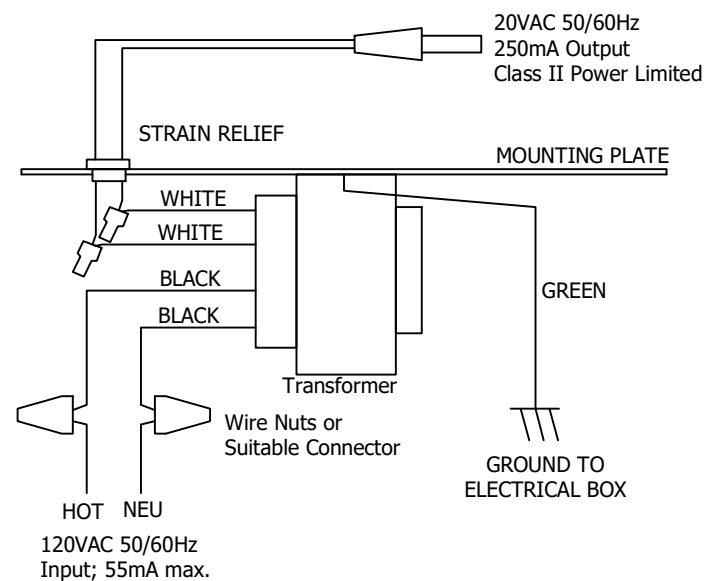 20VAC 50/60Hz
250mA Output
Class II Power Limited
STRAIN RELIEF
MOUNTING PLATE
WHITE
WHITE
BLACK
GREEN
BLACK
Transformer
Wire Nuts or
Suitable Connector
GROUND TO
ELECTRICAL BOX
HOT NEU
120VAC 50/60Hz
Input; 55mA max.